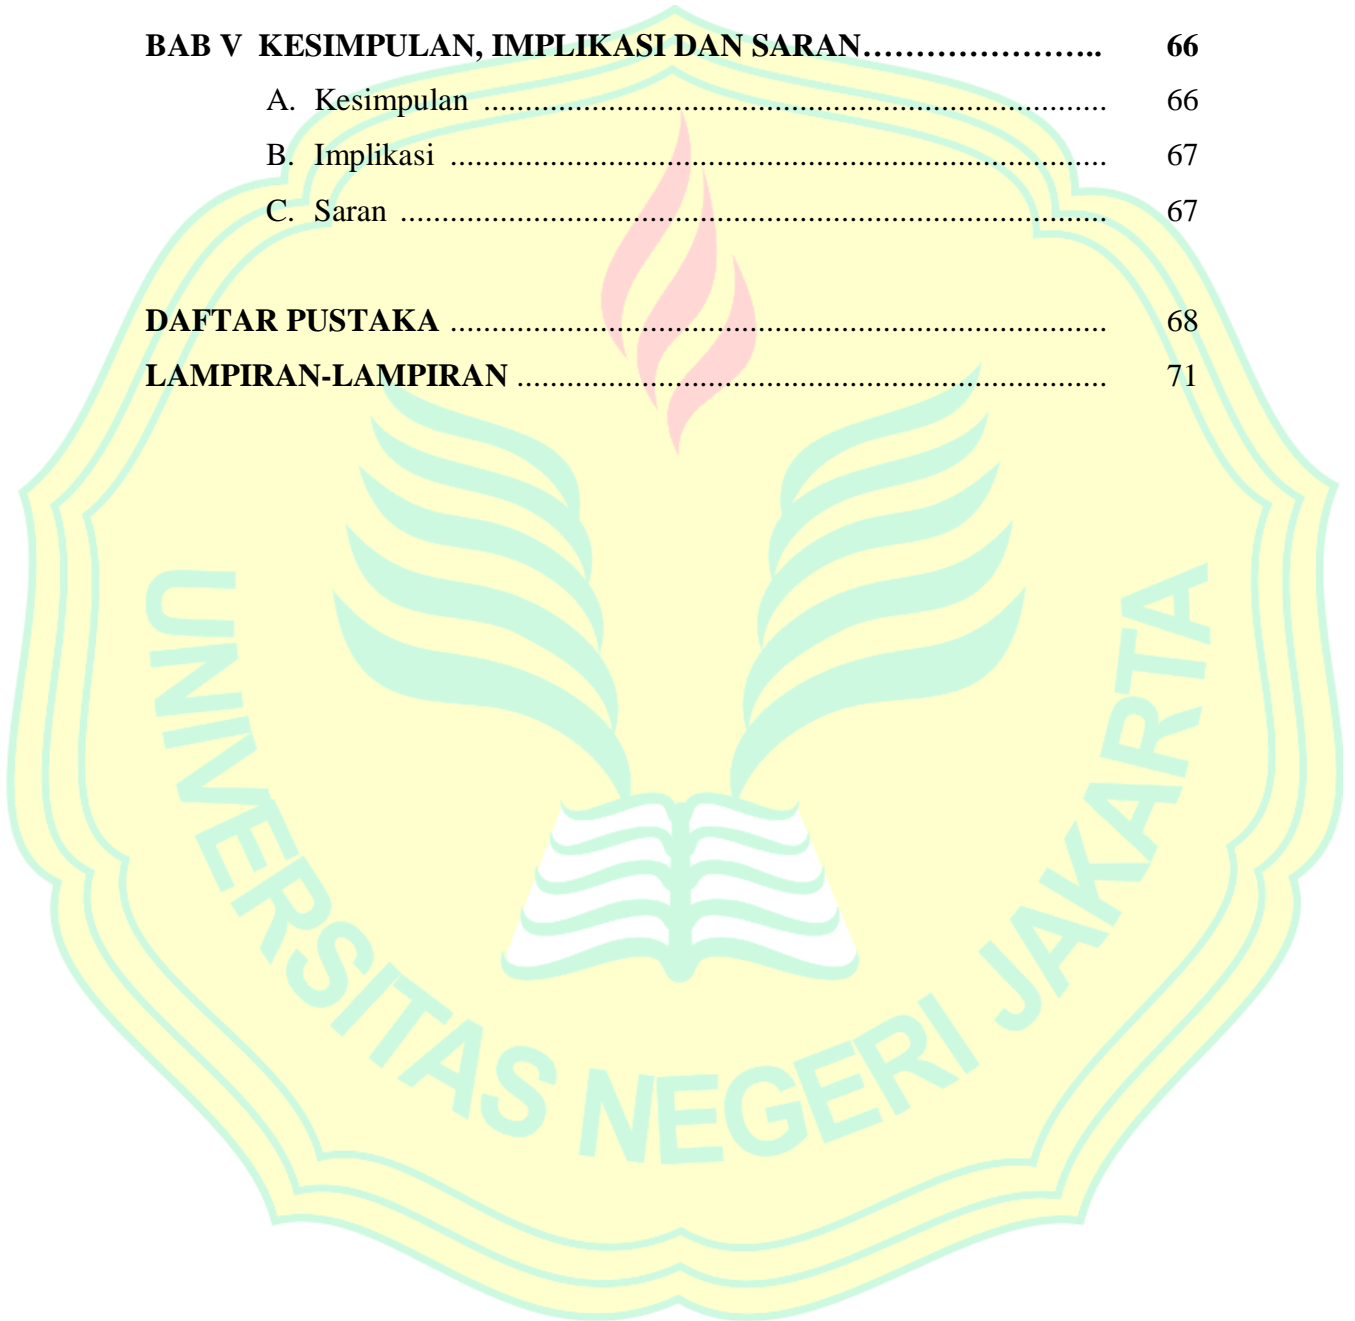 BAB V KESIMPULAN, IMPLIKASI DAN SARAN………………….. 66
A. Kesimpulan ........................................................................... 66
B. Implikasi ............................................................................... 67
C. Saran ..................................................................................... 67
DAFTAR PUSTAKA ............................................................................... 68
LAMPIRAN-LAMPIRAN ....................................................................... 71
UNIVERSITAS NEGERI JAKARTA